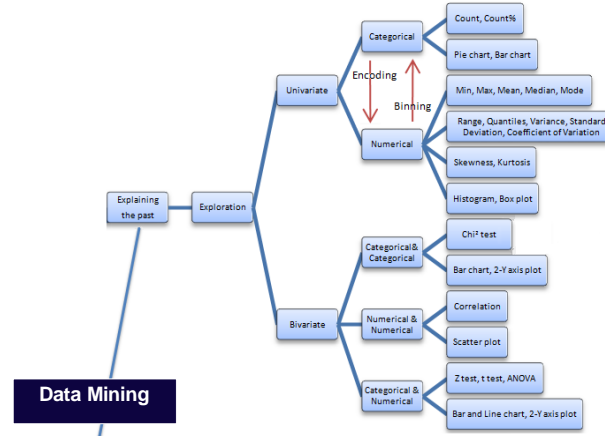 Categorical
Count, Count%
Pie chart, Bar chart
Encoding
Binning
Univariate
Min, Max, Mean, Median, Mode
Range, Quantiles, Variance, Standard
Deviation, Coefficient of Variation
Numerical
Skewness, Kurtosis
Histogram, Box plot
Explaining
the past
Exploration
Categorical&
Categorical
Chi² test
Bar chart, 2-Y axis plot
Bivariate
Numerical &
Numerical
Correlation
Scatter plot
Categorical &
Numerical
Z test, t test, ANOVA
Bar and Line chart, 2-Y axis plot
Data Mining